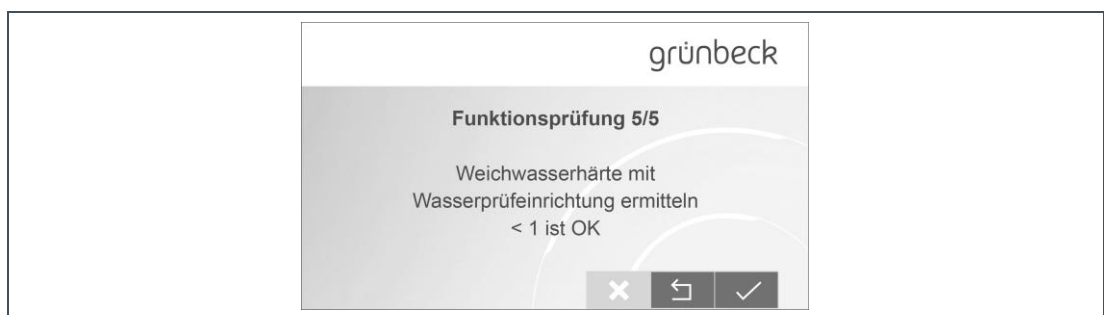 grünbeck
Funktionsprüfung 5/5
Weichwasserhärte mit
Wasserprüfeinrichtung ermitteln
< 1 ist OK